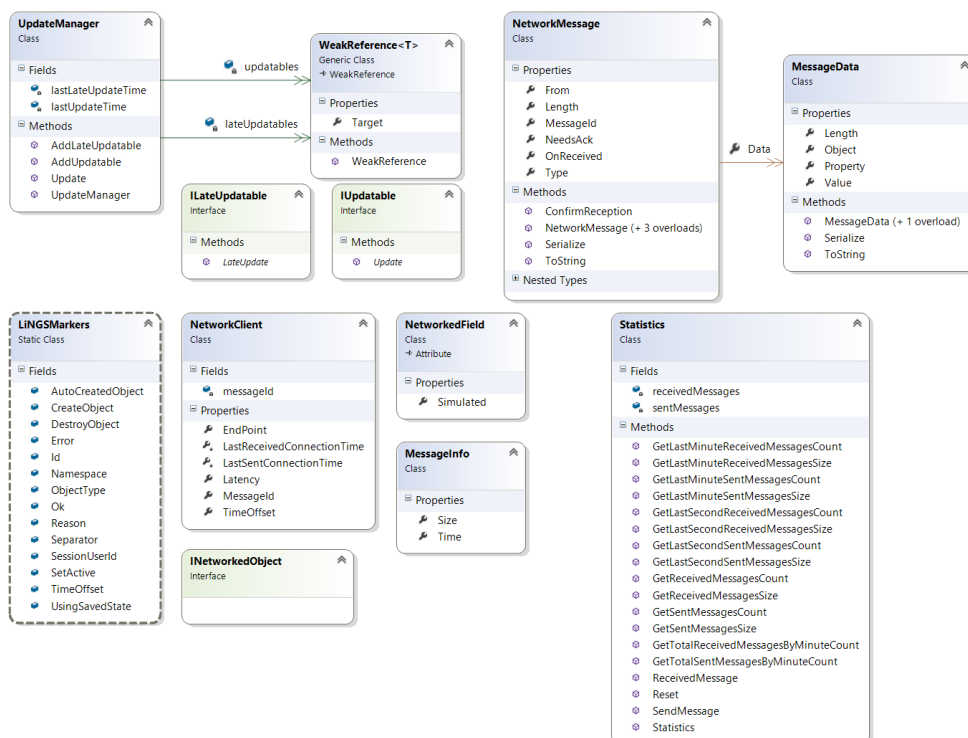 UpdateManager
Class
Fields
lastLateUpdateTime
lastUpdateTime
Methods
AddLateUpdatable
AddUpdatable
Update
UpdateManager
updatables
lateUpdatables
WeakReference<T>
Generic Class
WeakReference
Properties
Target
Methods
WeakReference
ILateUpdatable
Interface
Methods
LateUpdate
IUpdatable
Interface
Methods
Update
NetworkMessage
Class
Properties
From
Length
MessageId
NeedsAck
OnReceived
Type
Methods
ConfirmReception
NetworkMessage (+ 3 overloads)
Serialize
ToString
Nested Types
Data
MessageData
Class
Properties
Length
Object
Property
Value
Methods
MessageData (+ 1 overload)
Serialize
ToString
LiNGSMarkers
Static Class
Fields
AutoCreatedObject
CreateObject
DestroyObject
Error
Id
Namespace
ObjectType
Ok
Reason
Separator
SessionUserId
SetActive
TimeOffset
UsingSavedState
NetworkClient
Class
Fields
messageId
Properties
EndPoint
LastReceivedConnectionTime
LastSentConnectionTime
Latency
MessageId
TimeOffset
INetworkedObject
Interface
NetworkedField
Class
Attribute
Properties
Simulated
MessageInfo
Class
Properties
Size
Time
Statistics
Class
Fields
receivedMessages
sentMessages
Methods
GetLastMinuteReceivedMessagesCount
GetLastMinuteReceivedMessagesSize
GetLastMinuteSentMessagesCount
GetLastMinuteSentMessagesSize
GetLastSecondReceivedMessagesCount
GetLastSecondReceivedMessagesSize
GetLastSecondSentMessagesCount
GetLastSecondSentMessagesSize
GetReceivedMessagesCount
GetReceivedMessagesSize
GetSentMessagesCount
GetSentMessagesSize
GetTotalReceivedMessagesByMinuteCount
GetTotalSentMessagesByMinuteCount
ReceivedMessage
Reset
SendMessage
Statistics